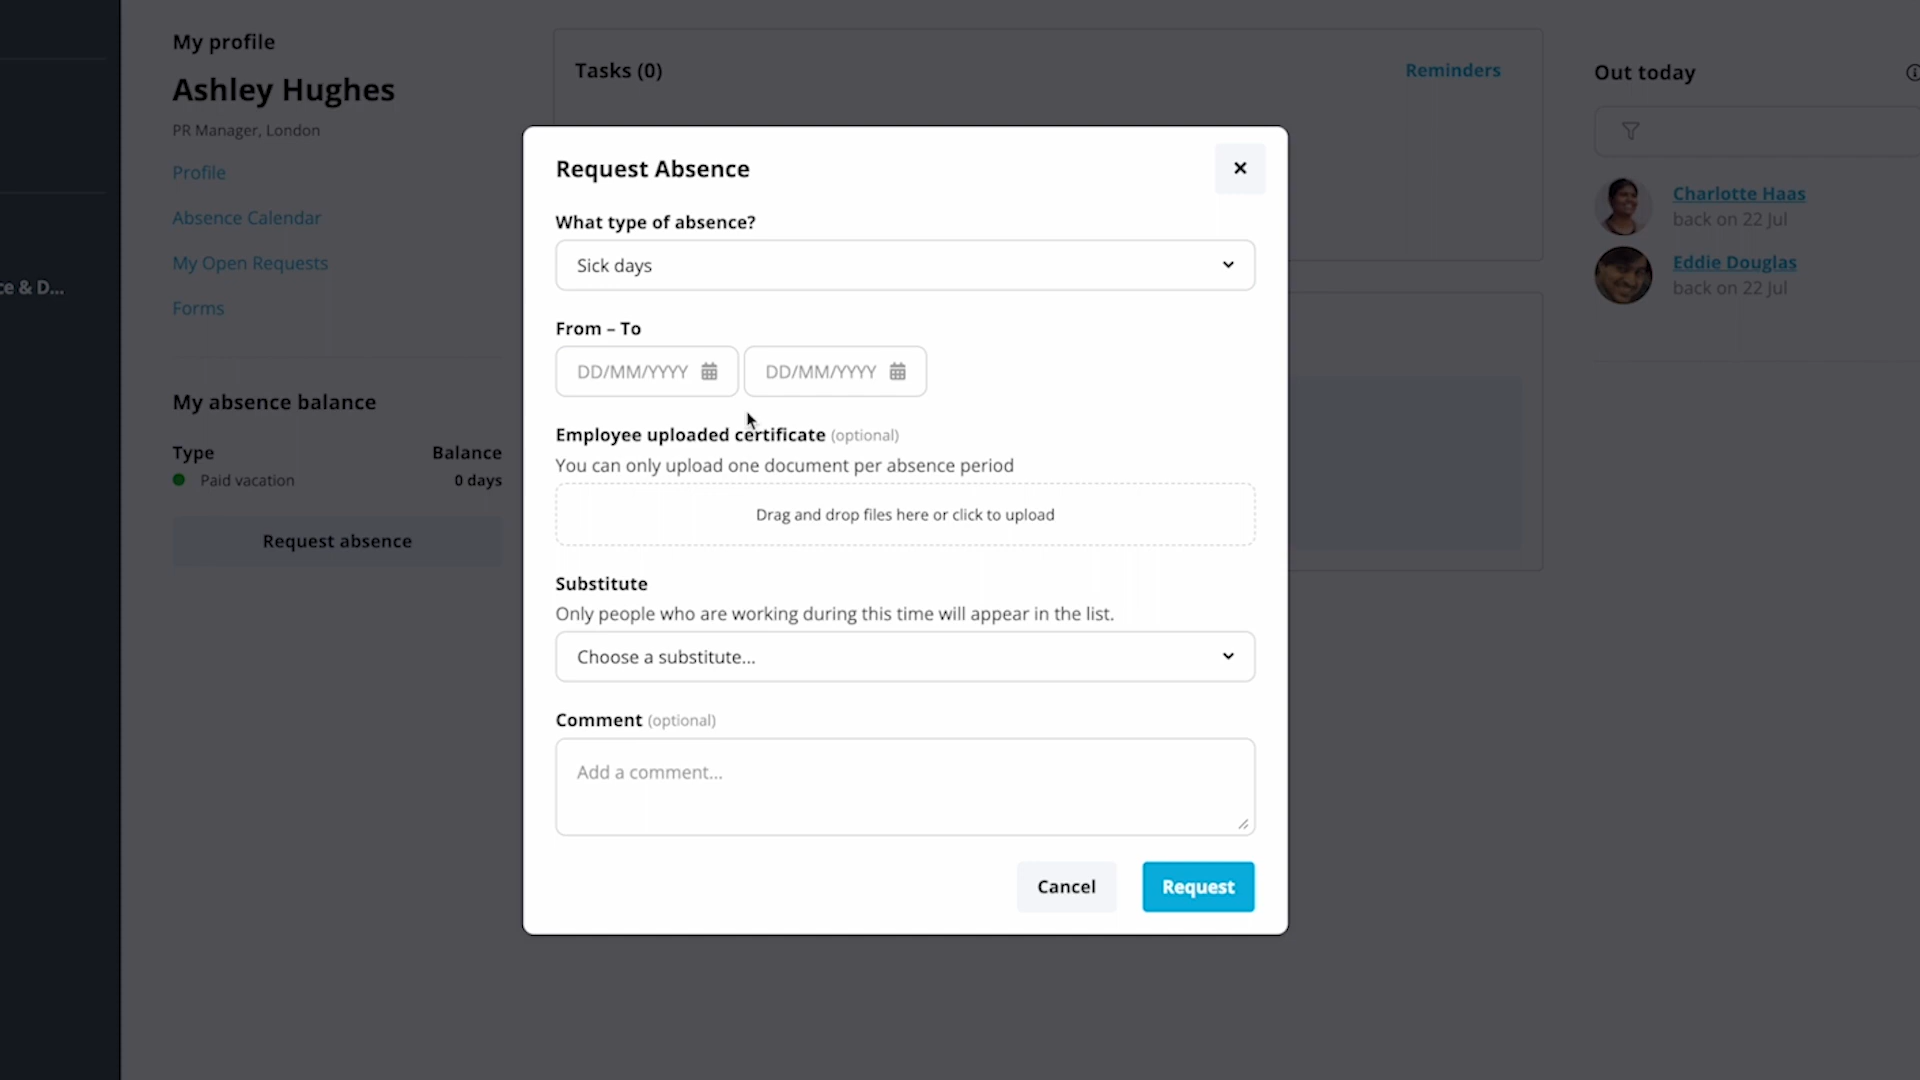 ce & D...
My profile
Ashley Hughes
PR Manager, London
Profile
Absence Calendar
My Open Requests
Forms
My absence balance
Type Balance
Paid vacation 0 days
Request absence
Tasks (0) Reminders
Request Absence
What type of absence?
Sick days
From – To
DD/MM/YYYY DD/MM/YYYY
Employee uploaded certificate (optional)
You can only upload one document per absence period
Drag and drop files here or click to upload
Substitute
Only people who are working during this time will appear in the list.
Choose a substitute...
Comment (optional)
Add a comment...
Cancel Request
Out today
Charlotte Haas
back on 22 Jul
Eddie Douglas
back on 22 Jul